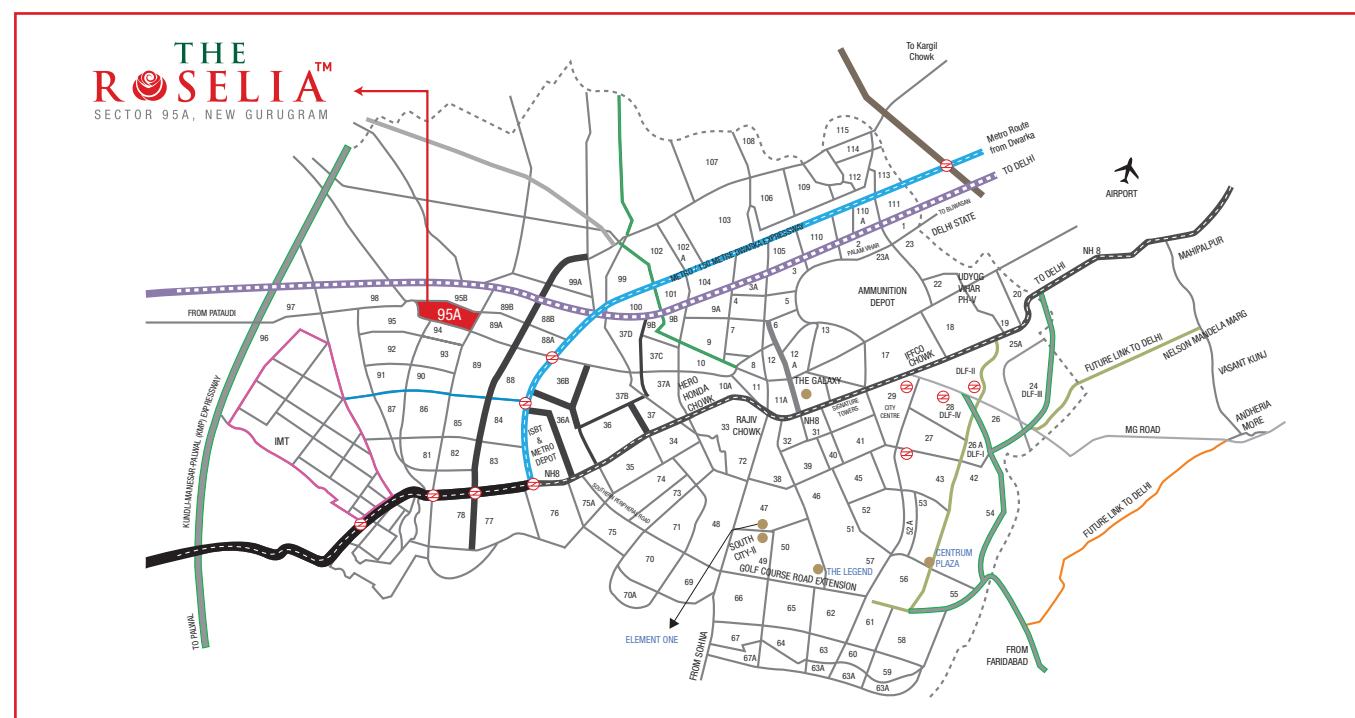 THE
ROSELIA™
SECTOR 95A, NEW GURUGRAM
To Kargil
Chowk
Metro Route
from Dwarka
TO DELHI
AIRPORT
115
114
108
107
112
113
109
106
110
A
111
TO BIJWASAN
DELHI STATE
1
103
METRO / 150 METRE DWARKA EXPRESSWAY
110
2
PALAM VIHAR
23
23A
102
102
A
105
3
NH 8
MAHIPALPUR
TO DELHI
99A
99
101
104
3A
AMMUNITION
DEPOT
22
UDYOG
VIHAR
PH-V
20
97
98
95B
89B
88B
100
9B
9B
9A
4
5
FROM PATAUDI
95
95A
94
89A
88A
37D
7
6
13
18
19
25A
96
92
93
89
37C
9
12
12
A
17
IFFCO
CHOWK
FUTURE LINK TO DELHI
NELSON MANDELA MARG
VASANT KUNJ
91
90
88
36B
37A
10
8
THE GALAXY
DLF-II
24
DLF-III
HERO
HONDA
CHOWK
10A
11
11A
SIGNATURE
TOWERS
29
CITY
CENTRE
28
DLF-IV
26
ANDHERIA
MORE
87
86
85
84
36A
36
37B
37
33
RAJIV
CHOWK
NH8
31
MG ROAD
IMT
ISBT
&
METRO
DEPOT
34
32
41
27
26 A
DLF-I
81
82
83
NH8
35
72
39
40
KUNDLI-MANESAR-PALWAL (KMP) EXPRESSWAY
74
73
38
45
43
42
SOUTHERN PERIPHERAL ROAD
75A
46
52
53
54
78
77
76
75
71
48
47
51
52 A
FUTURE LINK TO DELHI
SOUTH
CITY-II
49
50
57
CENTRUM
PLAZA
70
69
GOLF COURSE ROAD EXTENSION
THE LEGEND
56
55
70A
66
65
62
61
TO PALWAL
ELEMENT ONE
67
64
63
60
58
FROM SOHNA
67A
63A
63A
59
63A
FROM
FARIDABAD